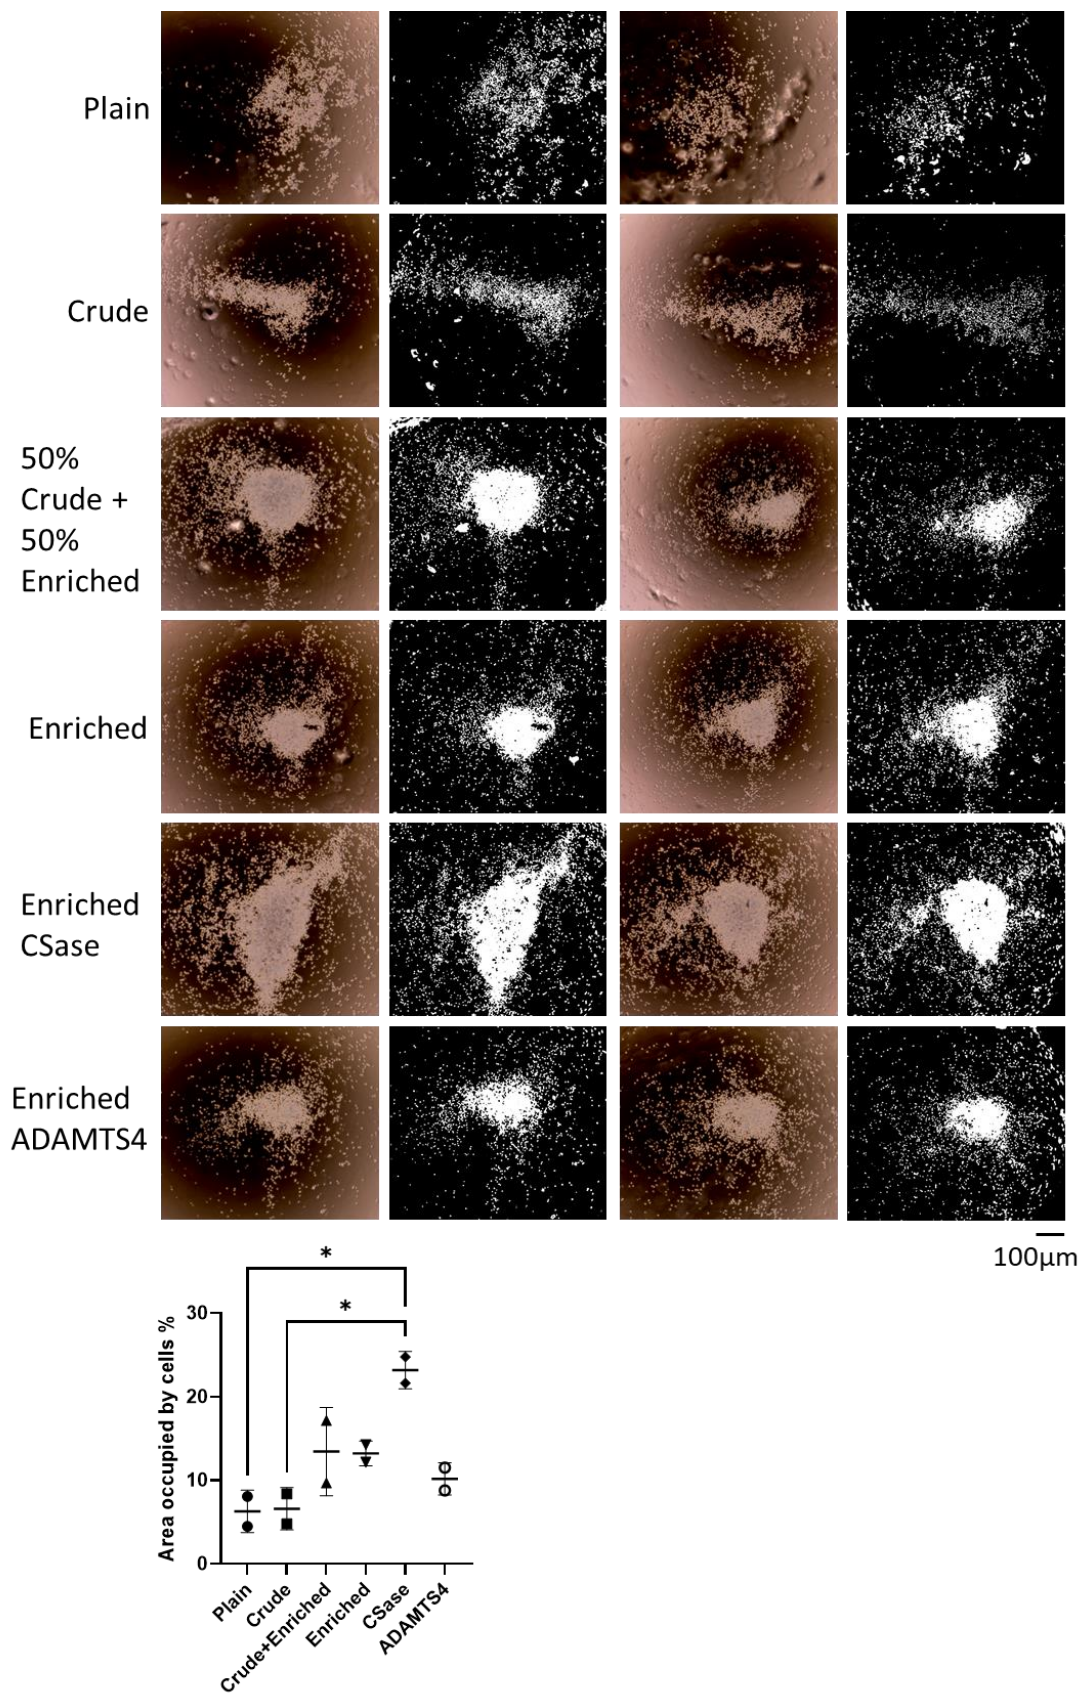 Plain
Crude
50%
Crude +
50%
Enriched
Enriched
Enriched
CSase
Enriched
ADAMTS4
100µm
*
*
Area occupied by cells %
30
20
10
0
Plain
Crude
Crude+Enriched
Enriched
CSase
ADAMTS4